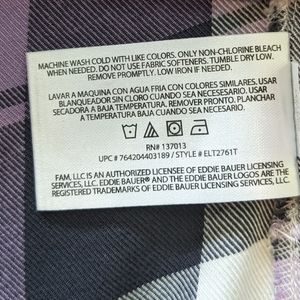 MACHINE WASH COLD WITH LIKE COLORS, ONLY NON-CHLORINE BLEACH
WHEN NEEDED. DO NOT USE FABRIC SOFTENERS. TUMBLE DRY LOW.
REMOVE PROMPTLY. LOW IRON IF NEEDED.
LAVAR A MAQUINA CON AGUA FRIA CON COLORES SIMILARES. USAR
BLANQUEADOR SIN CLORO CUANDO SEA NECESESARIO. USAR
SECADORA A BAJA TEMPERATURA. REMOVER PRONTO. PLANCHAR
A TEMPERATURA BAJA CUANDO SEA NECESARIO.
RN# 137013
UPC # 764204403189 / STYLE # ELT2761T
FAM, LLC IS AN AUTHORIZED LICENSEE OF EDDIE BAUER LICENSING
SERVICES, LLC. EDDIE BAUER® AND THE EDDIE BAUER LOGOS ARE THE
REGISTERED TRADEMARKS OF EDDIE BAUER LICENSING SERVICES, LLC.